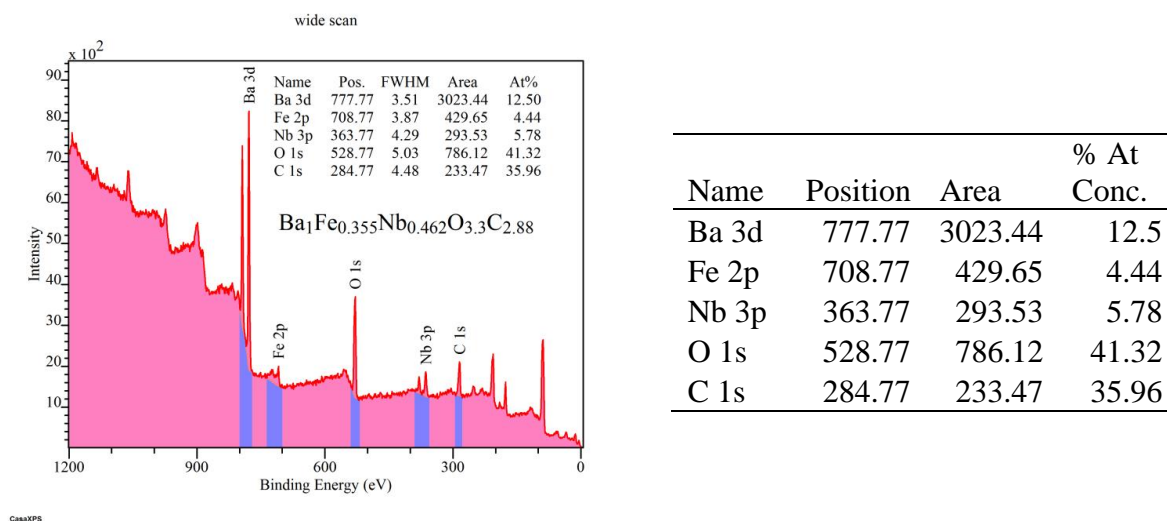 wide scan
x 10²
90
80
70
60
50
40
30
20
10
Intensity
1200 900 600 300 0
Binding Energy (eV)
Ba 3d
Fe 2p
O 1s
Nb 3p
C 1s
Name Pos. FWHM Area At%
Ba 3d 777.77 3.51 3023.44 12.50
Fe 2p 708.77 3.87 429.65 4.44
Nb 3p 363.77 4.29 293.53 5.78
O 1s 528.77 5.03 786.12 41.32
C 1s 284.77 4.48 233.47 35.96
Ba₁Fe₀.₃₅₅Nb₀.₄₆₂O₃.₃C₂.₈₈
CasaXPS
% At
Name Position Area Conc.
Ba 3d 777.77 3023.44 12.5
Fe 2p 708.77 429.65 4.44
Nb 3p 363.77 293.53 5.78
O 1s 528.77 786.12 41.32
C 1s 284.77 233.47 35.96